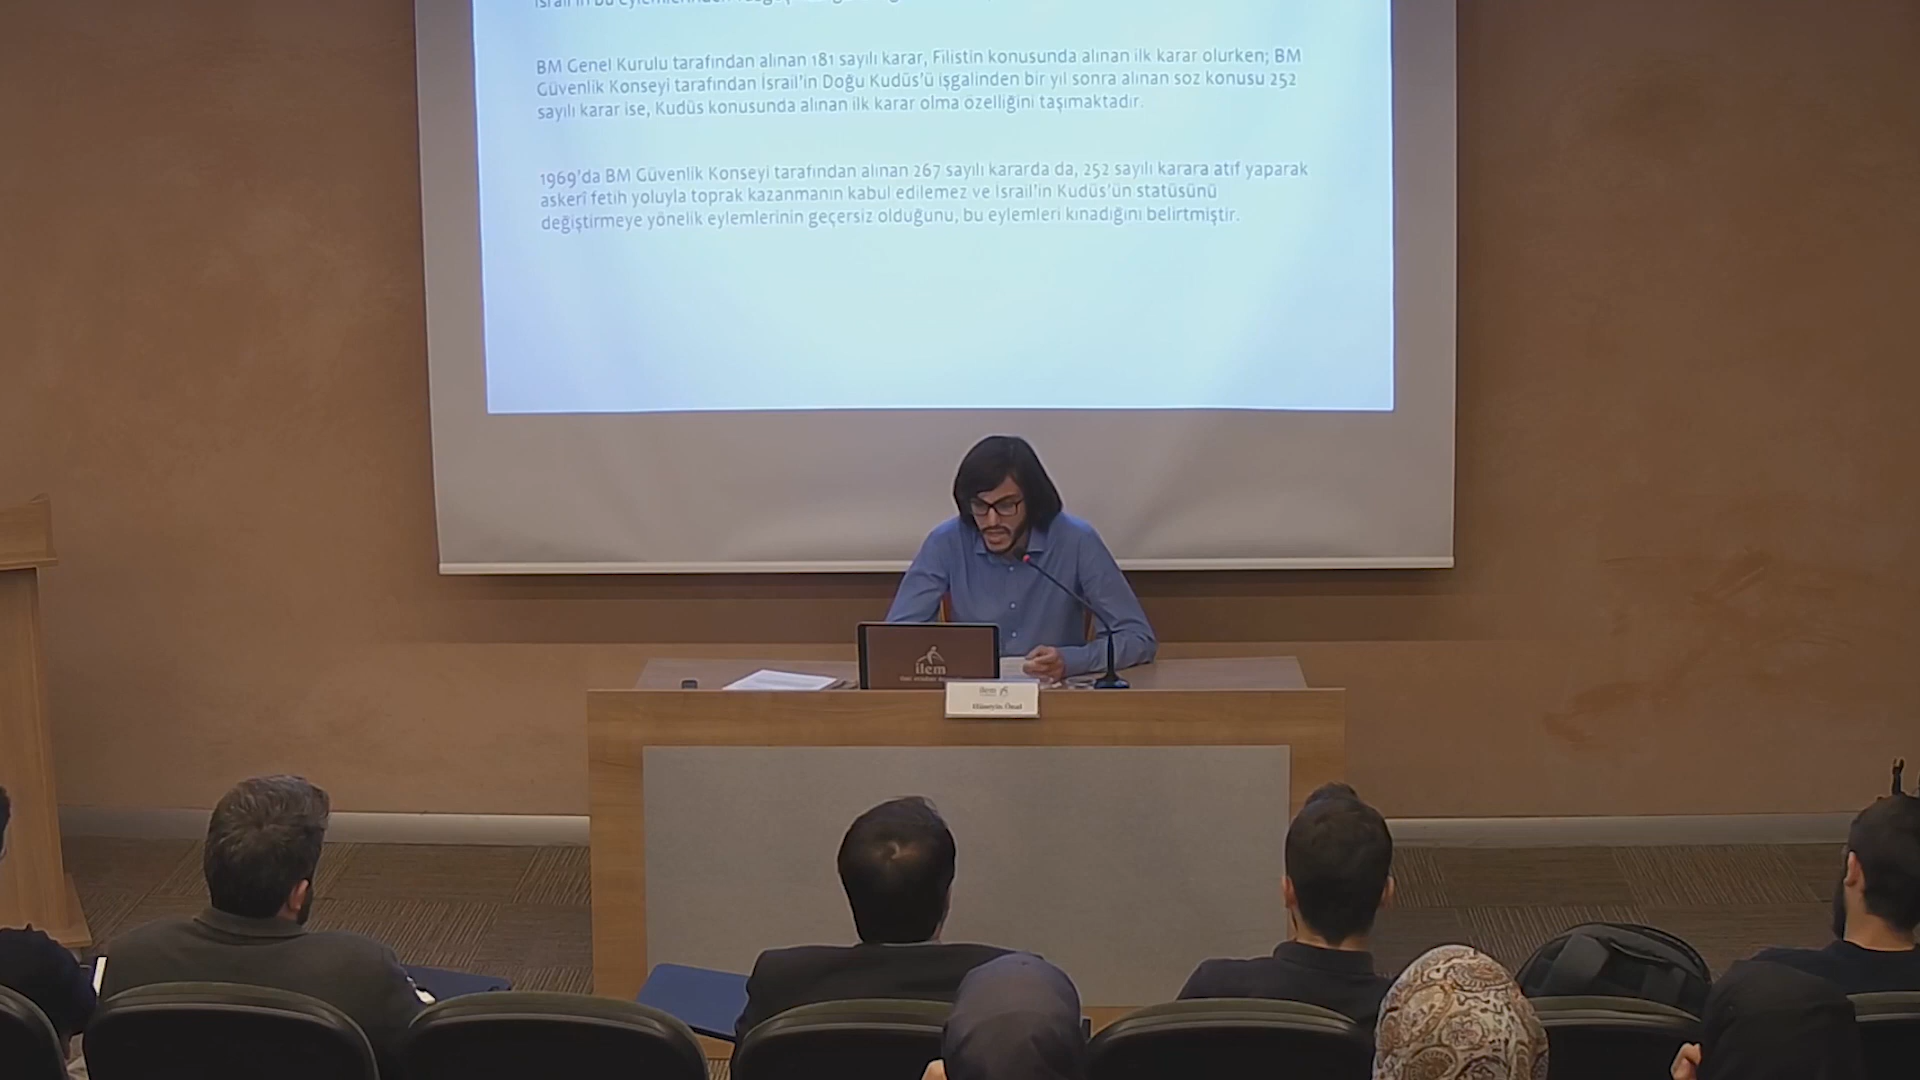 BM Genel Kurulu tarafından alınan 181 sayılı karar, Filistin konusunda alınan ilk karar olurken; BM
Güvenlik Konseyi tarafından İsrail'in Doğu Kudüs'ü işgalinden bir yıl sonra alınan söz konusu 252
sayılı karar ise, Kudüs konusunda alınan ilk karar olma özelliğini taşımaktadır.
1969'da BM Güvenlik Konseyi tarafından alınan 267 sayılı kararda da, 252 sayılı karara atıf yaparak
askerî fetih yoluyla toprak kazanmanın kabul edilemez ve İsrail'in Kudüs'ün statüsünü
değiştirmeye yönelik eylemlerinin geçersiz olduğunu, bu eylemleri kınadığını belirtmiştir.
ilem
ilem
Hüseyin Ünal